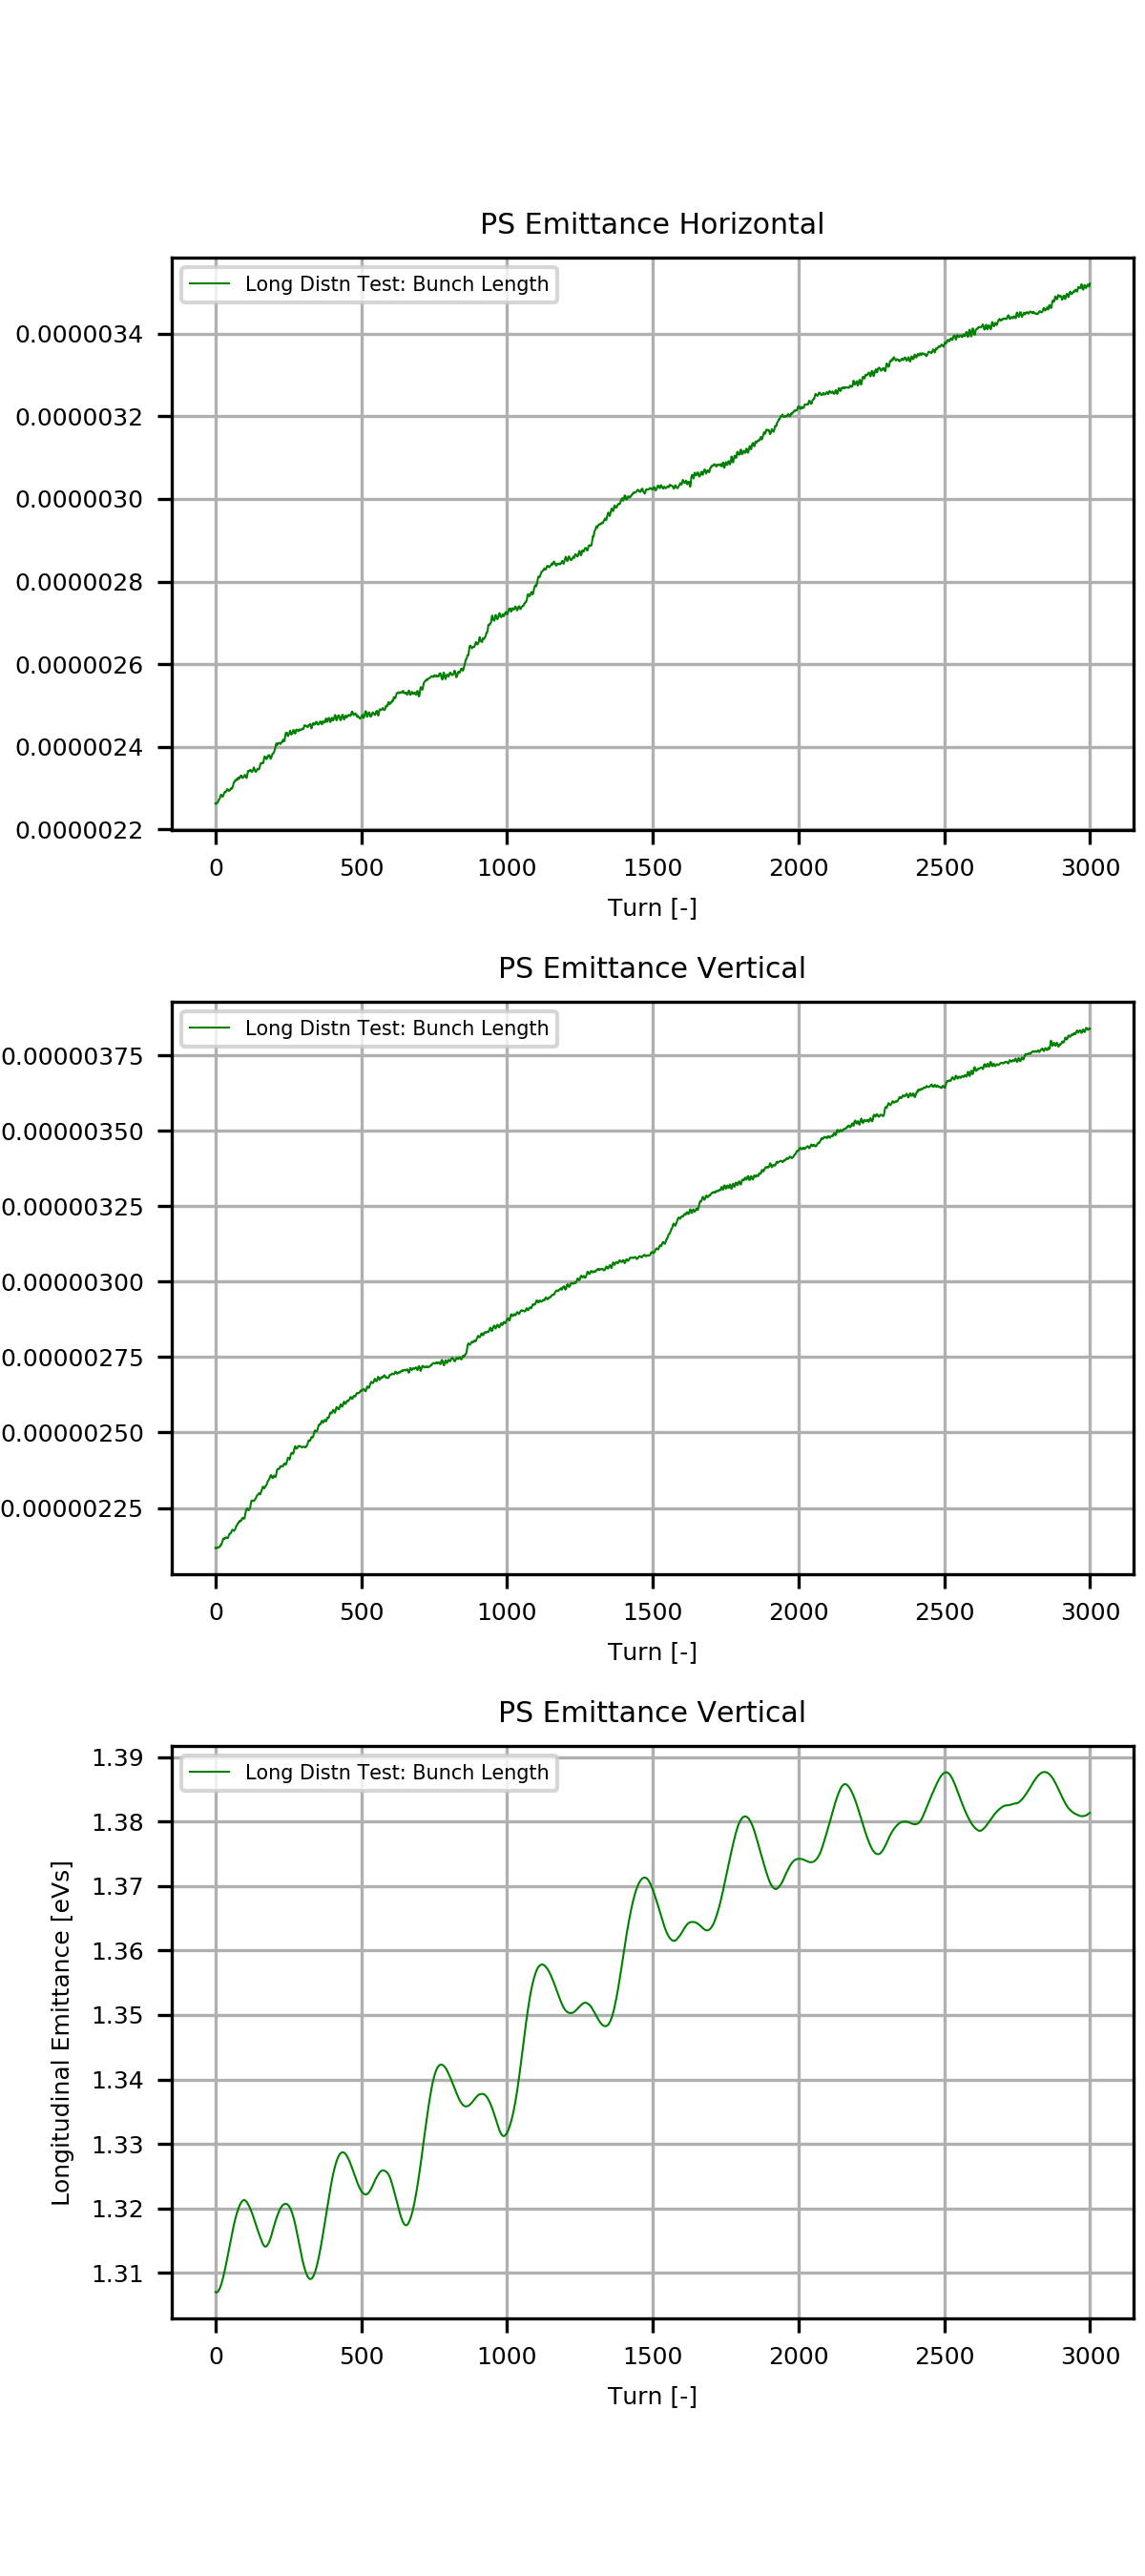 PS Emittance Horizontal
Long Distn Test: Bunch Length
0.0000034
0.0000032
0.0000030
0.0000028
0.0000026
0.0000024
0.0000022
0 500 1000 1500 2000 2500 3000
Turn [-]
PS Emittance Vertical
Long Distn Test: Bunch Length
0.00000375
0.00000350
0.00000325
0.00000300
0.00000275
0.00000250
0.00000225
0 500 1000 1500 2000 2500 3000
Turn [-]
PS Emittance Vertical
Long Distn Test: Bunch Length
Longitudinal Emittance [eVs]
1.39
1.38
1.37
1.36
1.35
1.34
1.33
1.32
1.31
0 500 1000 1500 2000 2500 3000
Turn [-]